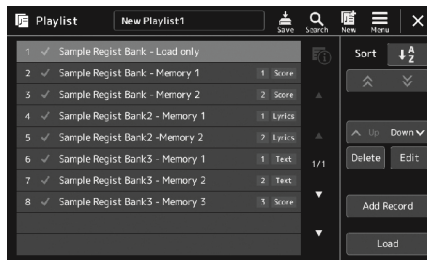 Playlist New Playlist1 Save Search New Menu
1 Sample Regist Bank - Load only
2 Sample Regist Bank - Memory 1 1 Score
3 Sample Regist Bank - Memory 2 2 Score
4 Sample Regist Bank2 - Memory 1 1 Lyrics
5 Sample Regist Bank2 -Memory 2 2 Lyrics
6 Sample Regist Bank3 - Memory 1 1 Text
7 Sample Regist Bank3 - Memory 2 2 Text
8 Sample Regist Bank3 - Memory 3 3 Score
1/1
Sort AZ
Up Down
Delete Edit
Add Record
Load